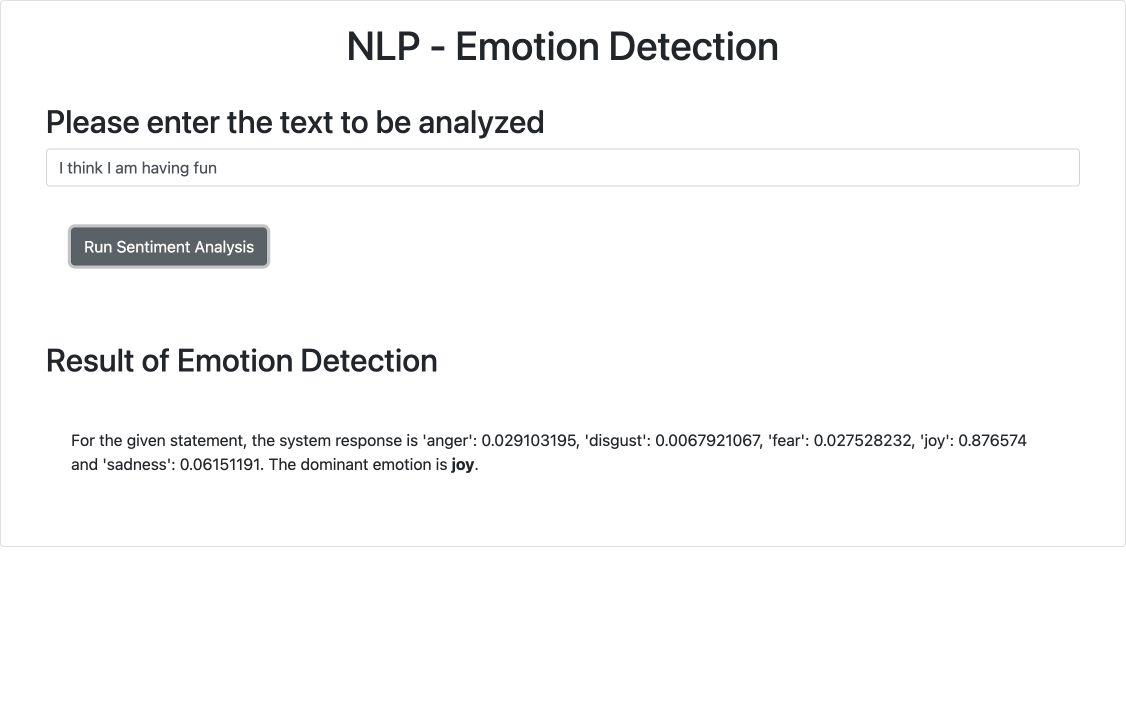 NLP - Emotion Detection
Please enter the text to be analyzed
I think I am having fun
Run Sentiment Analysis
Result of Emotion Detection
For the given statement, the system response is 'anger': 0.029103195, 'disgust': 0.0067921067, 'fear': 0.027528232, 'joy': 0.876574
and 'sadness': 0.06151191. The dominant emotion is joy.